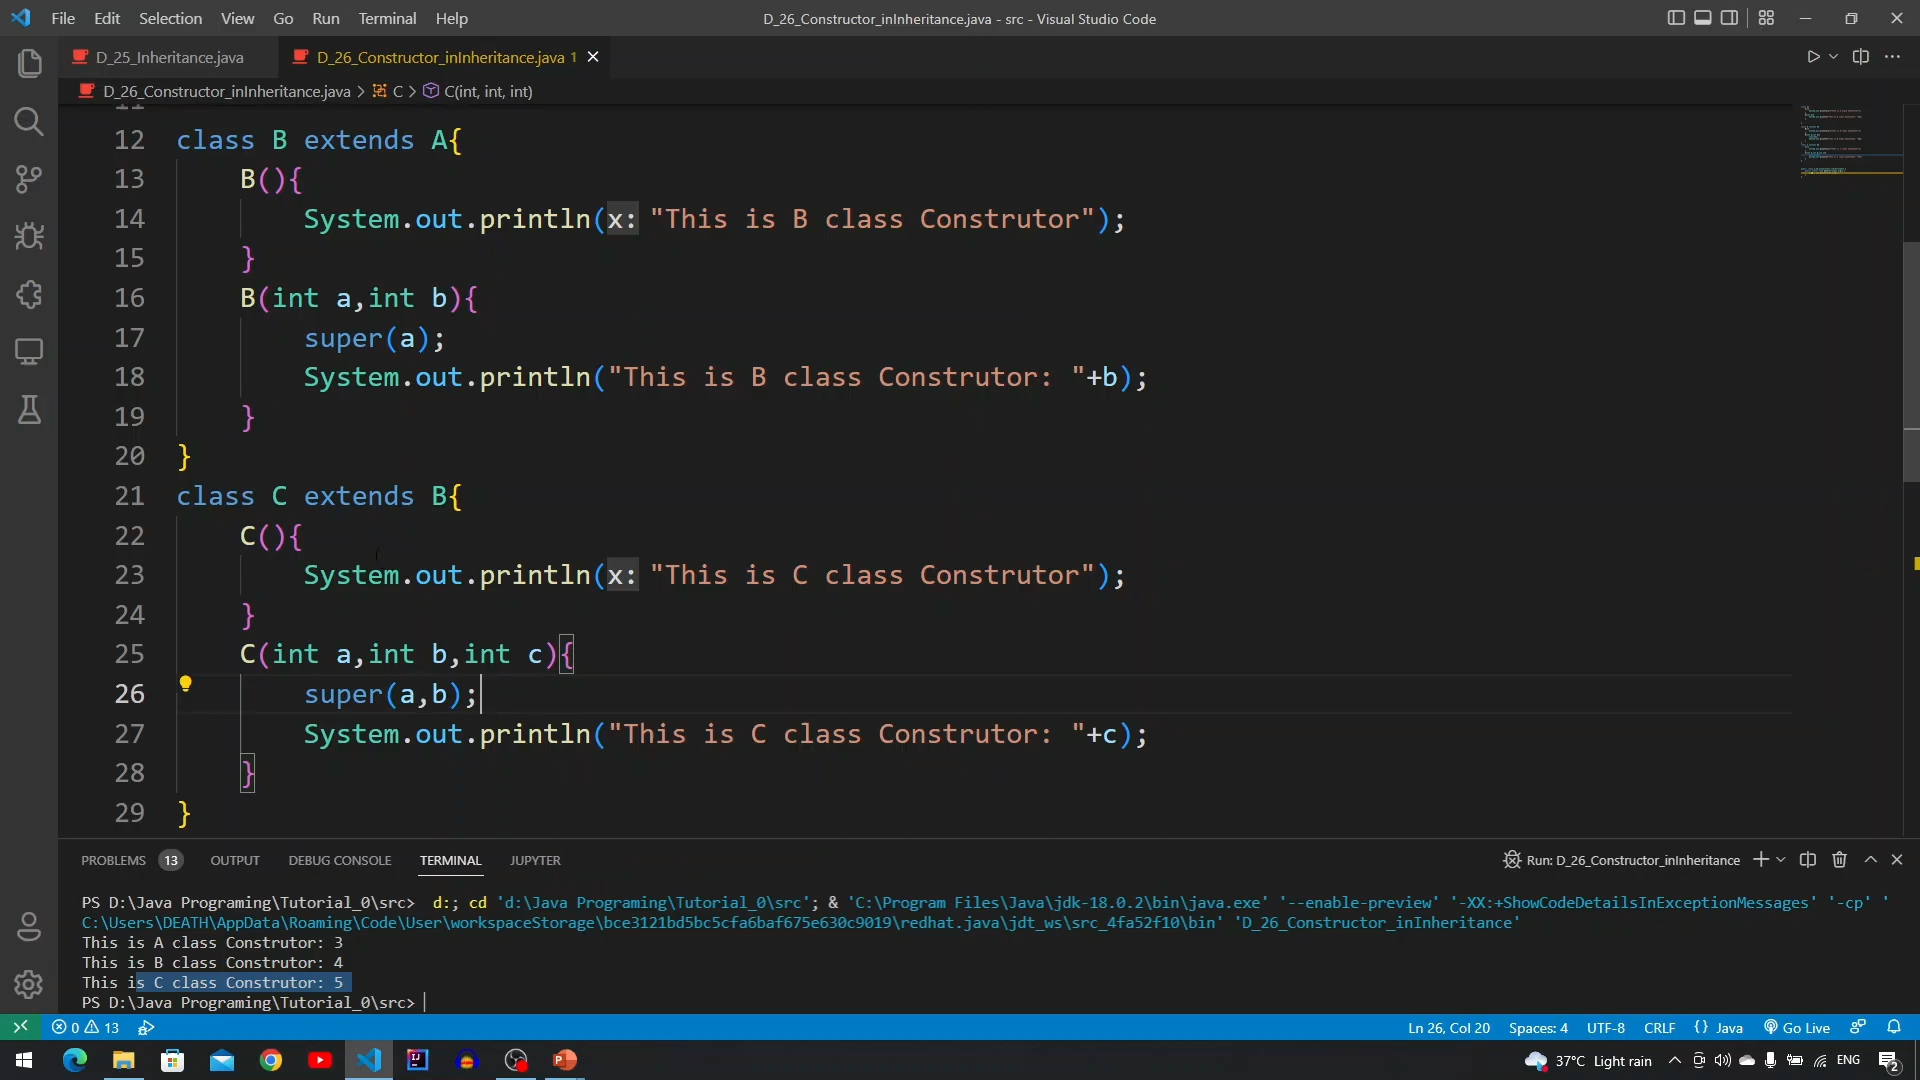 File Edit Selection View Go Run Terminal Help
D_26_Constructor_inInheritance.java - src - Visual Studio Code
D_25_Inheritance.java
D_26_Constructor_inInheritance.java 1
D_26_Constructor_inInheritance.java > C > C(int, int, int)
11
12 class B extends A{
13 B(){
14 System.out.println(x: "This is B class Construtor");
15 }
16 B(int a,int b){
17 super(a);
18 System.out.println("This is B class Construtor: "+b);
19 }
20 }
21 class C extends B{
22 C(){
23 System.out.println(x: "This is C class Construtor");
24 }
25 C(int a,int b,int c){
26 super(a,b);
27 System.out.println("This is C class Construtor: "+c);
28 }
29 }
PROBLEMS 13 OUTPUT DEBUG CONSOLE TERMINAL JUPYTER
Run: D_26_Constructor_inInheritance
PS D:\Java Programing\Tutorial_0\src>  d:; cd 'd:\Java Programing\Tutorial_0\src'; & 'C:\Program Files\Java\jdk-18.0.2\bin\java.exe' '--enable-preview' '-XX:+ShowCodeDetailsInExceptionMessages' '-cp' '
C:\Users\DEATH\AppData\Roaming\Code\User\workspaceStorage\bce3121bd5bc5cfa6baf675e630c9019\redhat.java\jdt_ws\src_4fa52f10\bin' 'D_26_Constructor_inInheritance'
This is A class Construtor: 3
This is B class Construtor: 4
This is C class Construtor: 5
PS D:\Java Programing\Tutorial_0\src>
0 13
Ln 26, Col 20 Spaces: 4 UTF-8 CRLF {} Java Go Live
37°C Light rain ENG 2